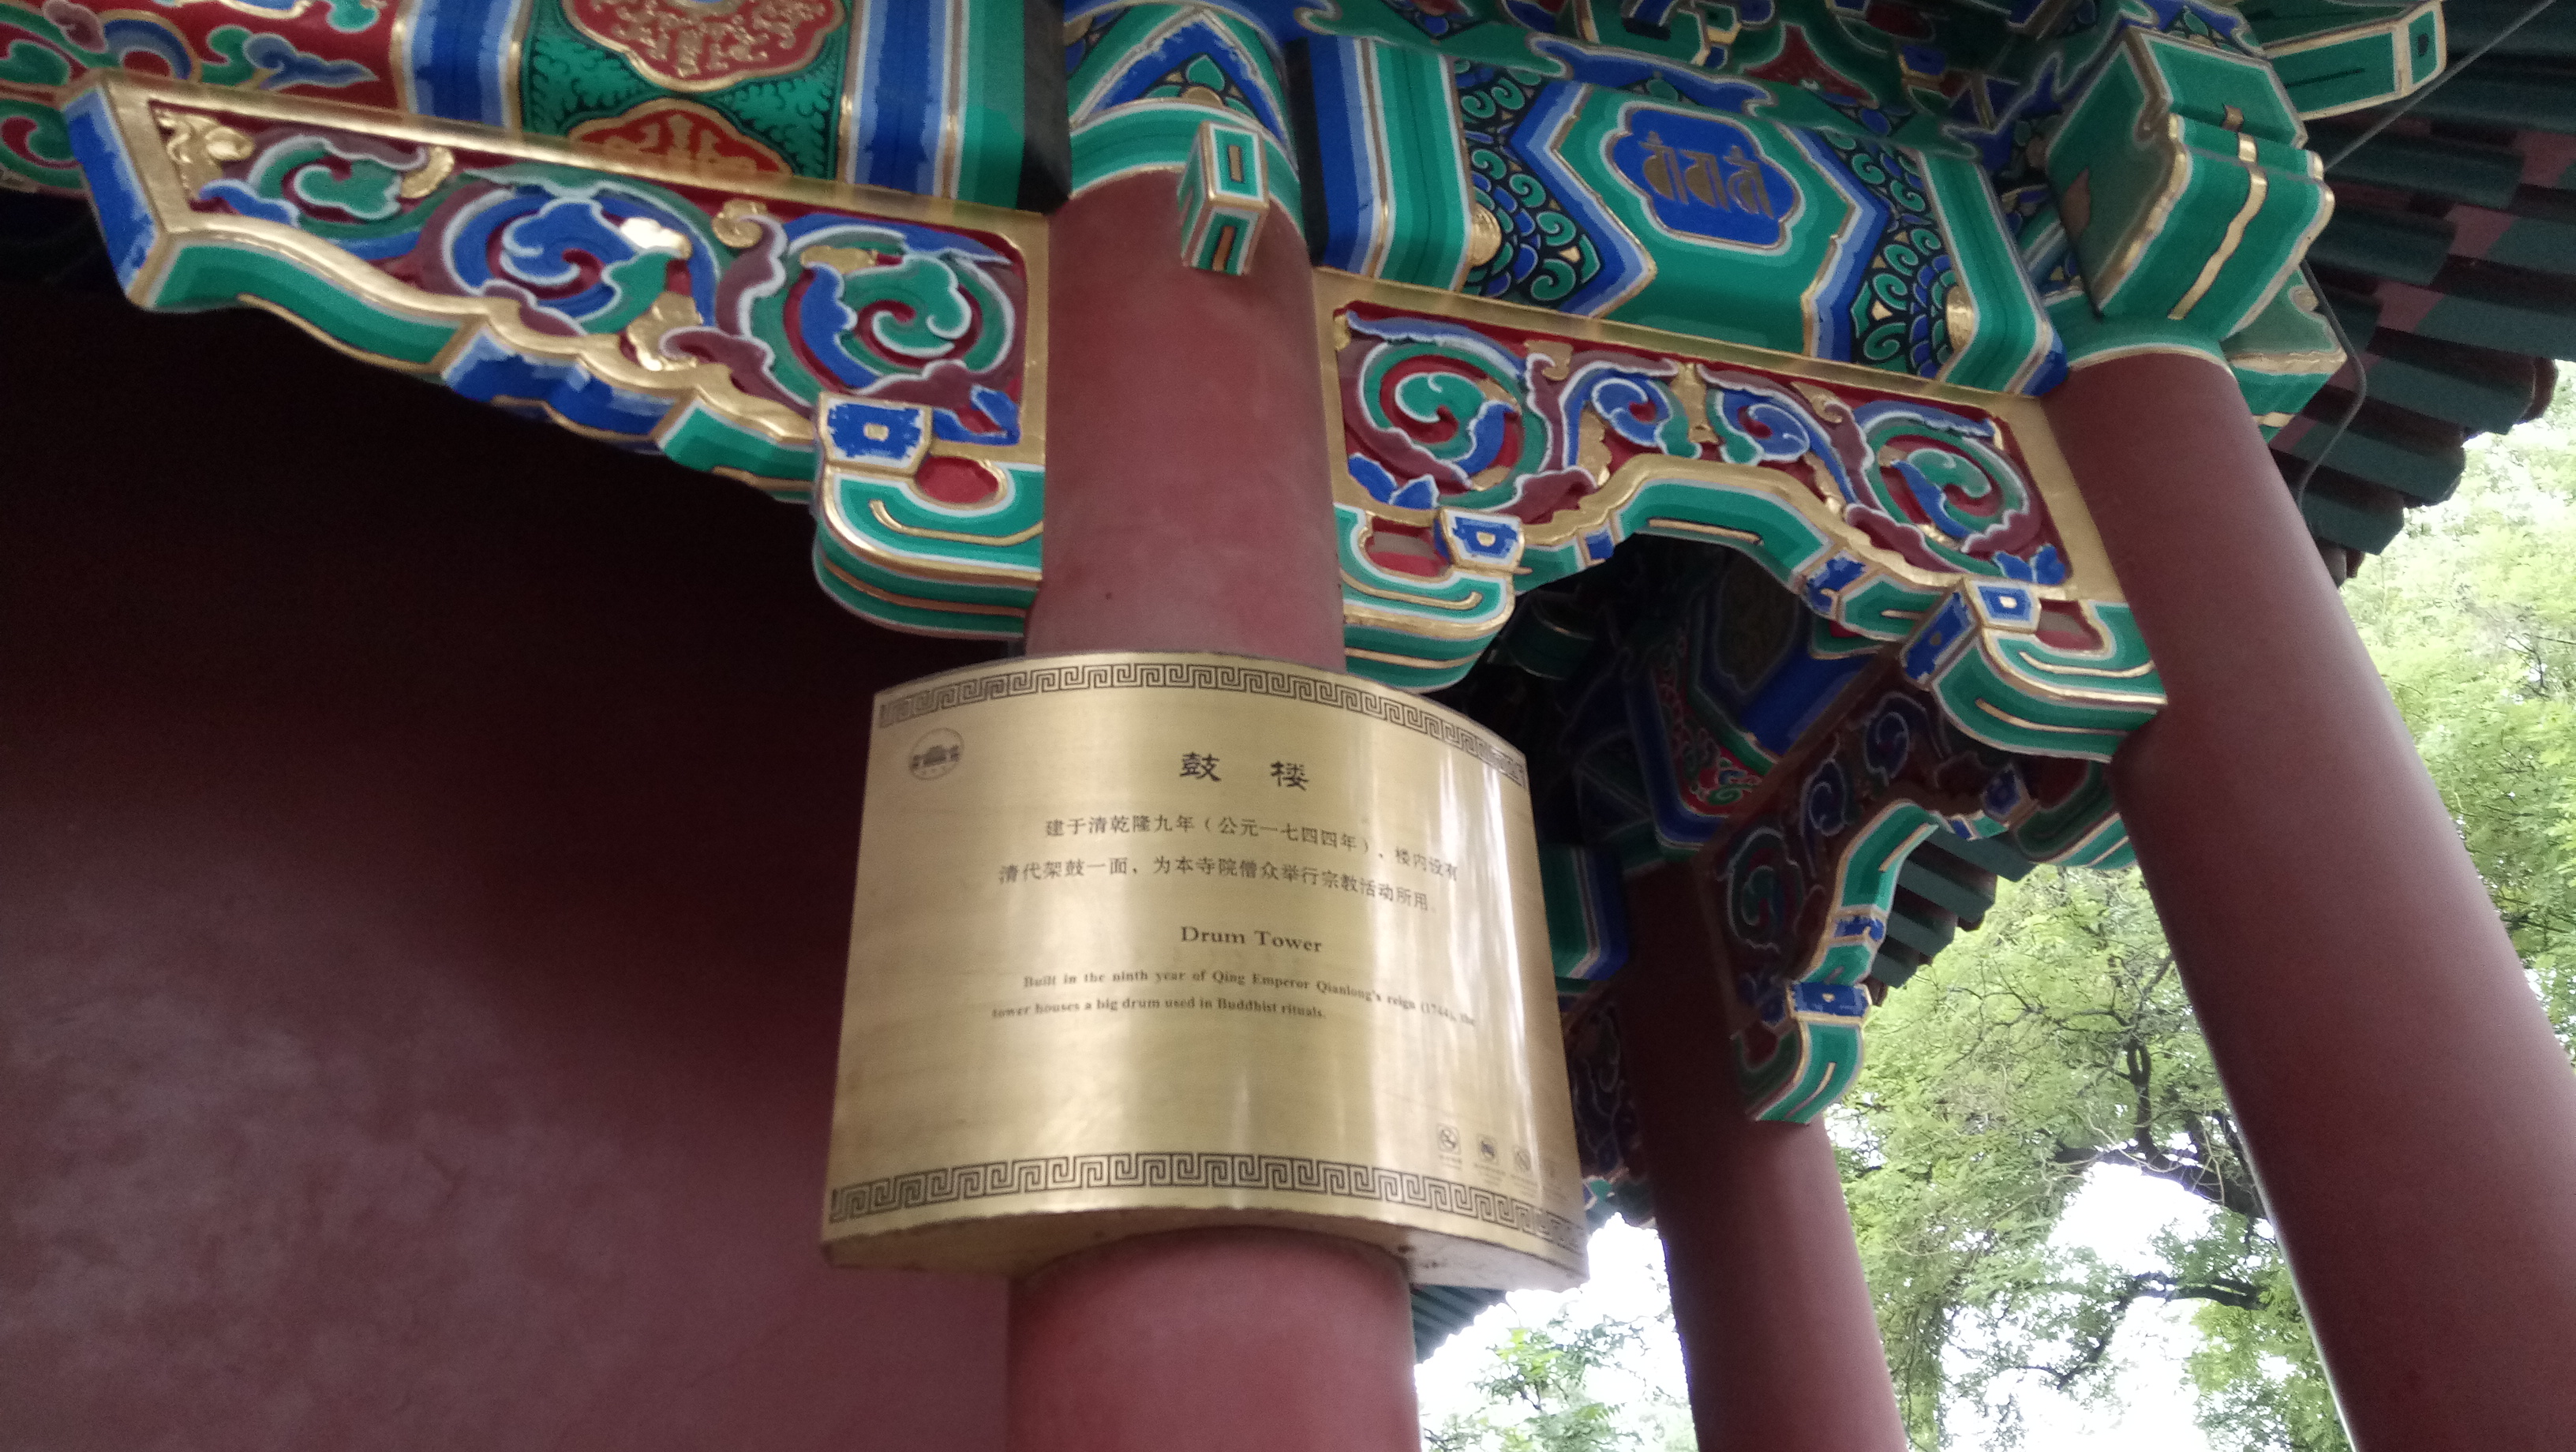 鼓 楼
建于清乾隆九年（公元一七四四年），楼内设有
清代架鼓一面，为本寺院僧众举行宗教活动所用。
Drum Tower
Built in the ninth year of Qing Emperor Qianlong's reign (1744), the
tower houses a big drum used in Buddhist rituals.